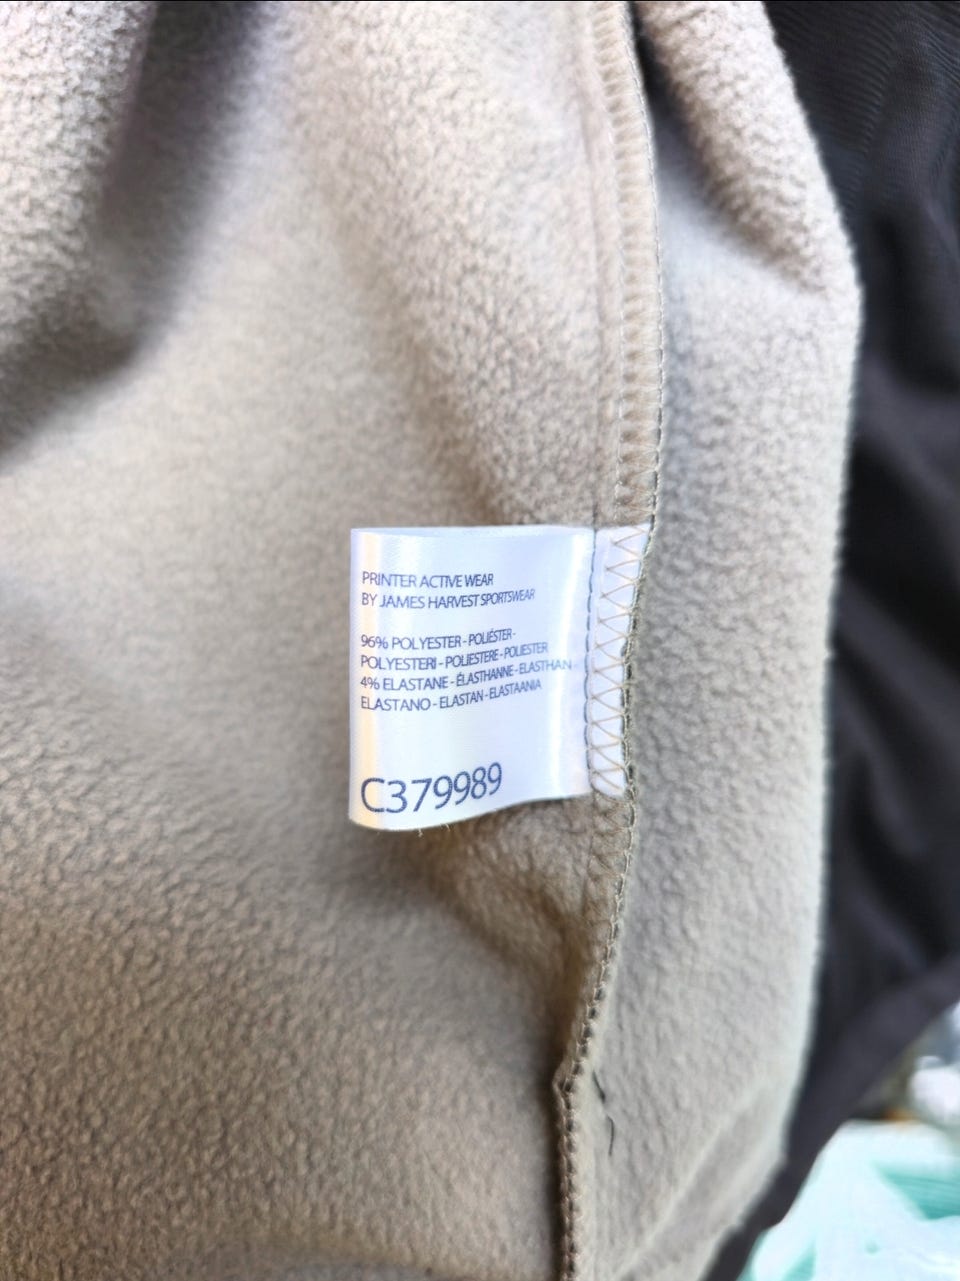 PRINTER ACTIVE WEAR
BY JAMES HARVEST SPORTSWEAR
96% POLYESTER - POLIÉSTER -
POLYESTERI - POLIESTERE - POLIESTER
4% ELASTANE - ÉLASTHANNE - ELASTHAN
ELASTANO - ELASTAN - ELASTAANIA
C379989